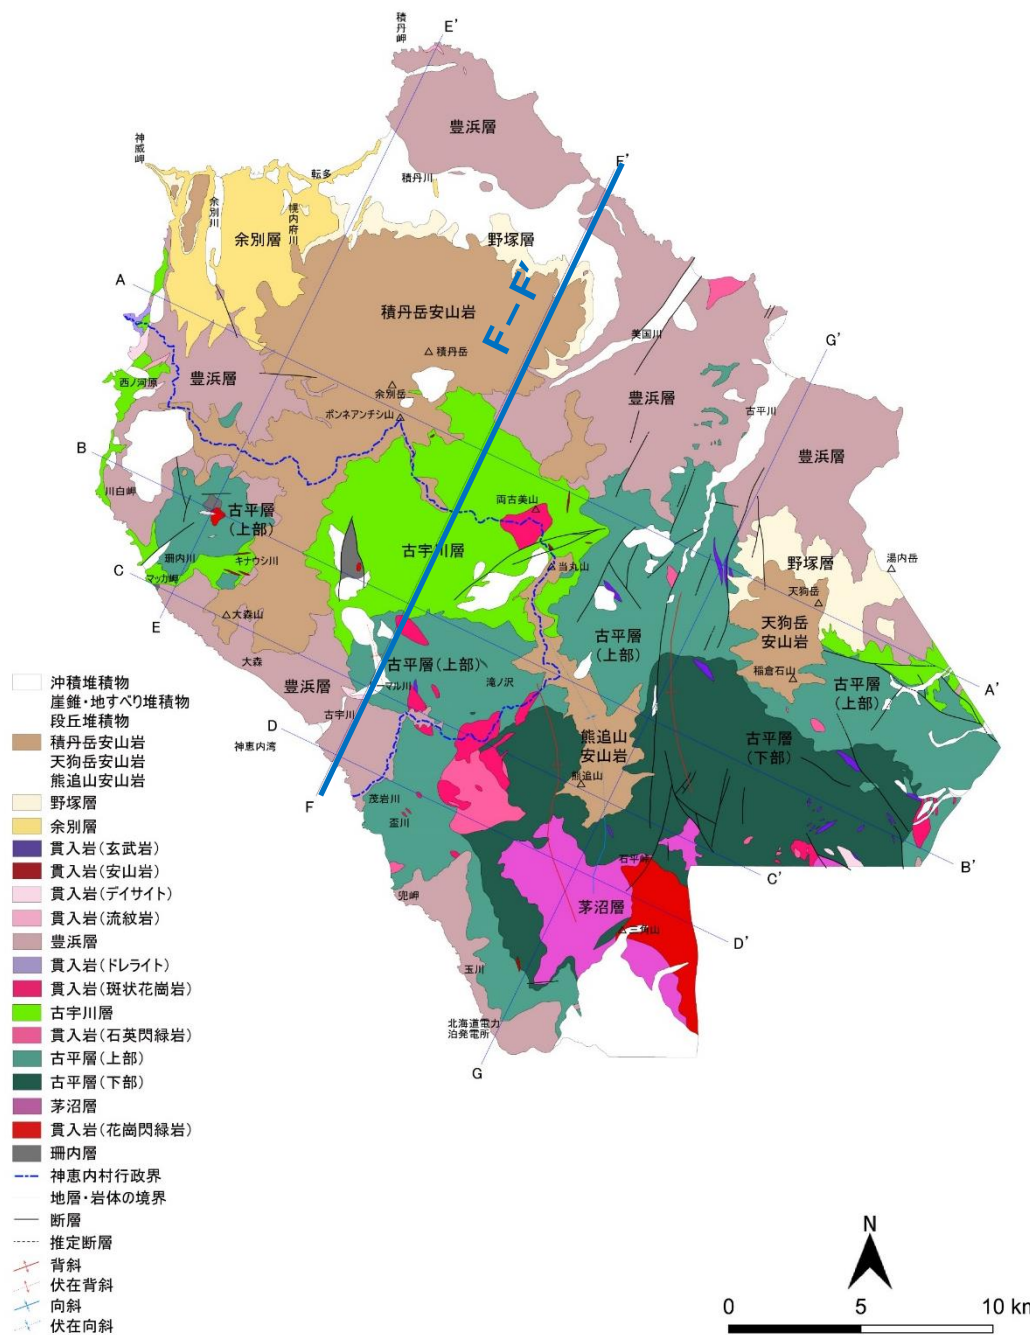 積丹岬
E'
豊浜層
神威岬
転多
積丹川
F'
余別川
幌内府川
余別層
野塚層
A
F－F'
積丹岳安山岩
美国川
G'
△積丹岳
西ノ河原
豊浜層
余別岳
ポンネアンチシ山
豊浜層
古平川
B
豊浜層
川白岬
両古美山
古平層
(上部)
古宇川層
野塚層
湯内岳
珊内川
キナウシ川
当丸山
C
マッカ岬
天狗岳
E
△大森山
天狗岳
安山岩
古平層
(上部)
大森
古平層(上部)
滝ノ沢
稲倉石山
古平層
(上部)
A'
豊浜層
マル川
古宇川
D
神恵内湾
熊追山
安山岩
古平層
(下部)
熊追山
F
茂岩川
盃川
B'
石平峠
C'
兜岬
茅沼層
三角山
D'
玉川
北海道電力
泊発電所
G
沖積堆積物
崖錐・地すべり堆積物
段丘堆積物
積丹岳安山岩
天狗岳安山岩
熊追山安山岩
野塚層
余別層
貫入岩(玄武岩)
貫入岩(安山岩)
貫入岩(デイサイト)
貫入岩(流紋岩)
豊浜層
貫入岩(ドレライト)
貫入岩(斑状花崗岩)
古宇川層
貫入岩(石英閃緑岩)
古平層(上部)
古平層(下部)
茅沼層
貫入岩(花崗閃緑岩)
珊内層
神恵内村行政界
地層・岩体の境界
断層
推定断層
背斜
伏在背斜
向斜
伏在向斜
N
0 5 10 km